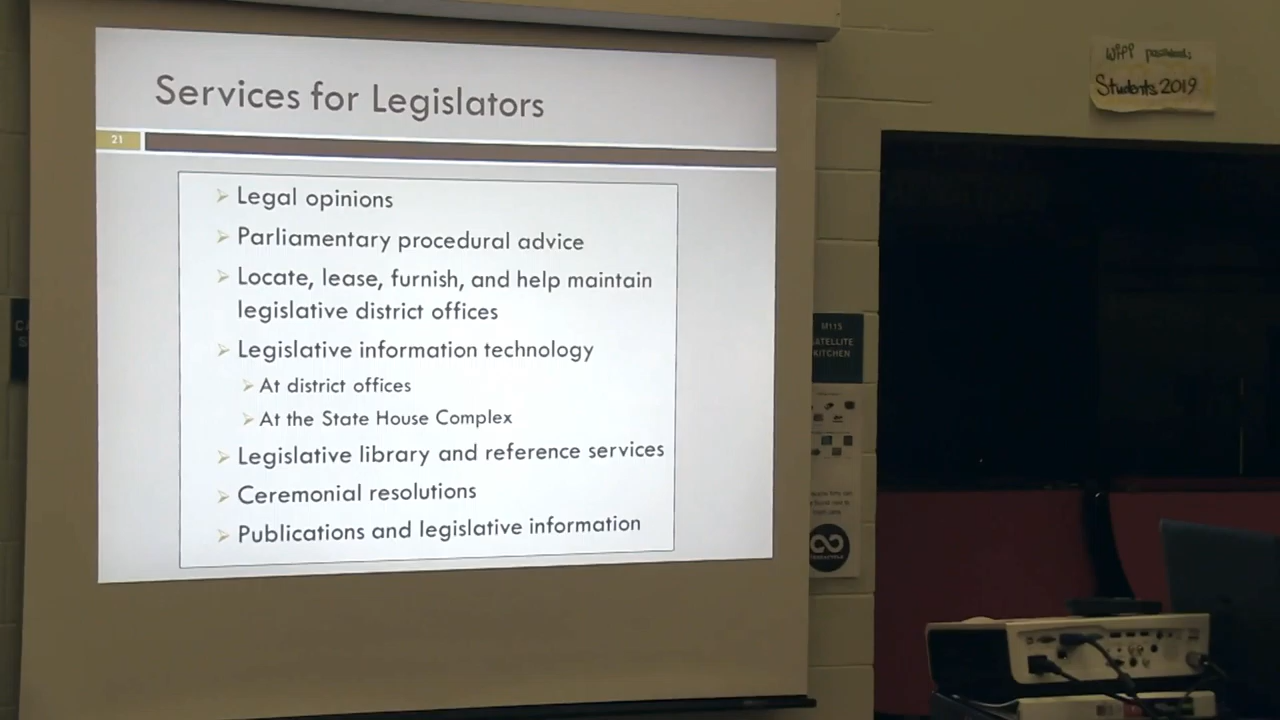 Services for Legislators
21
Legal opinions
Parliamentary procedural advice
Locate, lease, furnish, and help maintain
legislative district offices
Legislative information technology
At district offices
At the State House Complex
Legislative library and reference services
Ceremonial resolutions
Publications and legislative information
Students 2019
M115
SATELLITE
KITCHEN